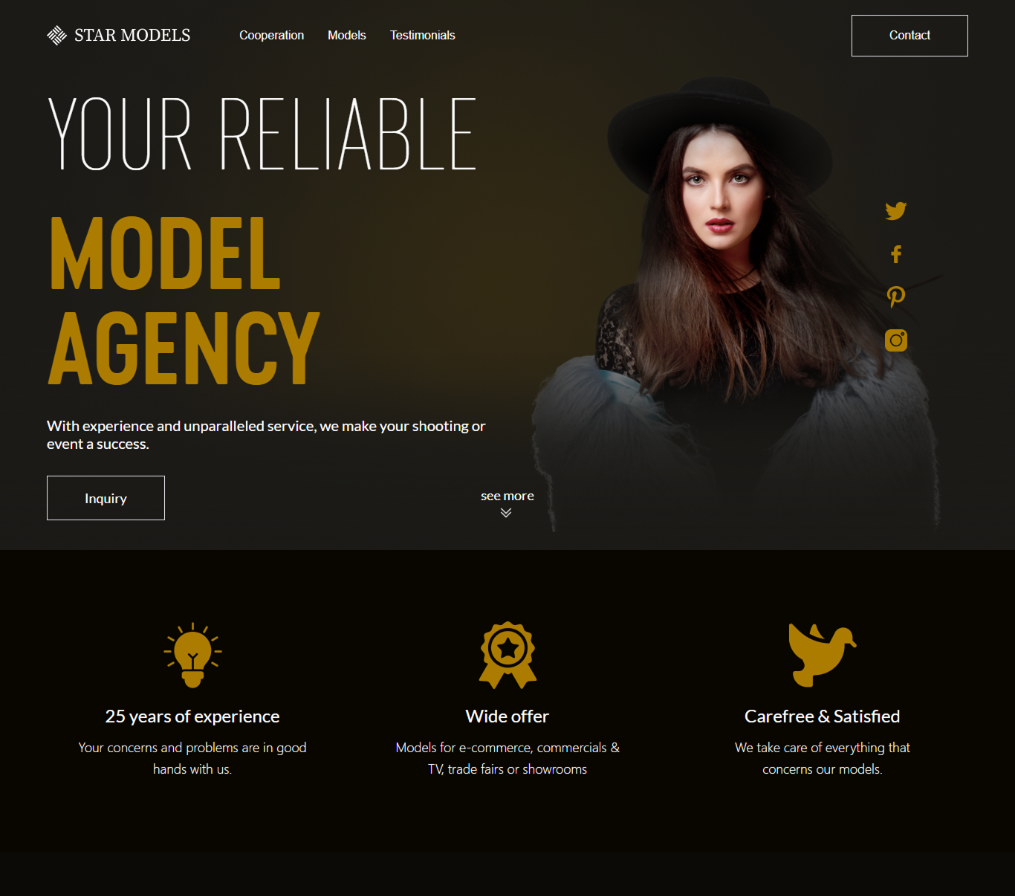 STAR MODELS
Cooperation
Models
Testimonials
Contact
YOUR RELIABLE
MODEL
AGENCY
With experience and unparalleled service, we make your shooting or
event a success.
Inquiry
see more
25 years of experience
Your concerns and problems are in good
hands with us.
Wide offer
Models for e-commerce, commercials &
TV, trade fairs or showrooms
Carefree & Satisfied
We take care of everything that
concerns our models.